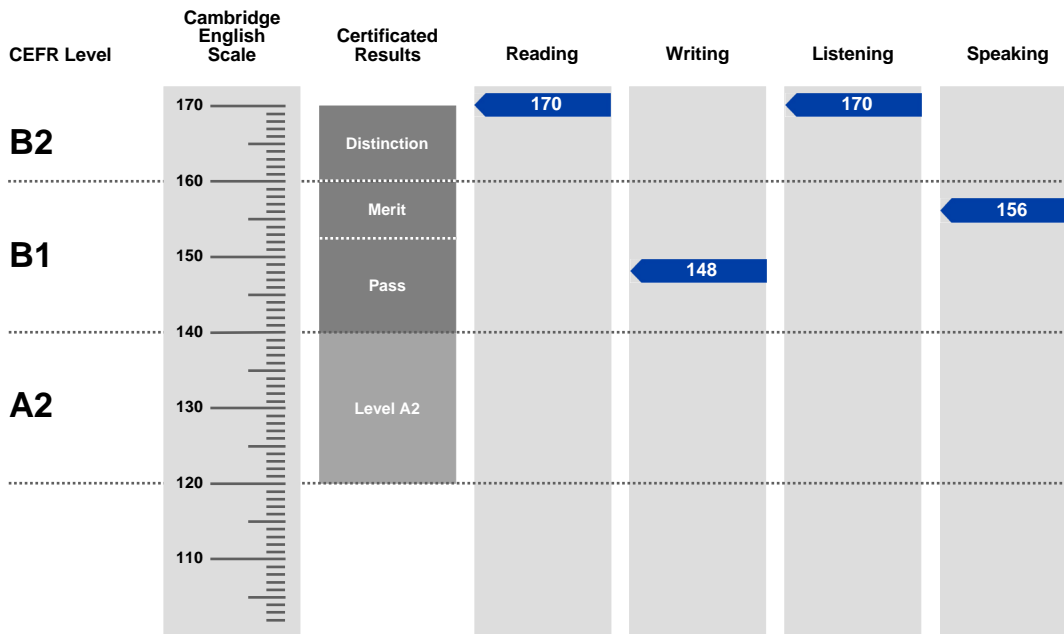 CEFR Level
Cambridge
English
Scale
Certificated
Results
Reading
Writing
Listening
Speaking
170
170
170
Distinction
B2
160
Merit
156
B1
150
148
Pass
140
A2
130
Level A2
120
110